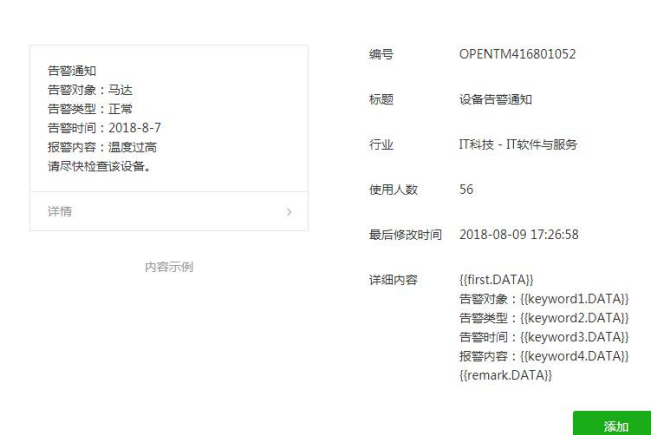 告警通知
告警对象：马达
告警类型：正常
告警时间：2018-8-7
报警内容：温度过高
请尽快检查该设备。
详情
内容示例
编号 OPENTM416801052
标题 设备告警通知
行业 IT科技 - IT软件与服务
使用人数 56
最后修改时间 2018-08-09 17:26:58
详细内容 {{first.DATA}}
告警对象：{{keyword1.DATA}}
告警类型：{{keyword2.DATA}}
告警时间：{{keyword3.DATA}}
报警内容：{{keyword4.DATA}}
{{remark.DATA}}
添加